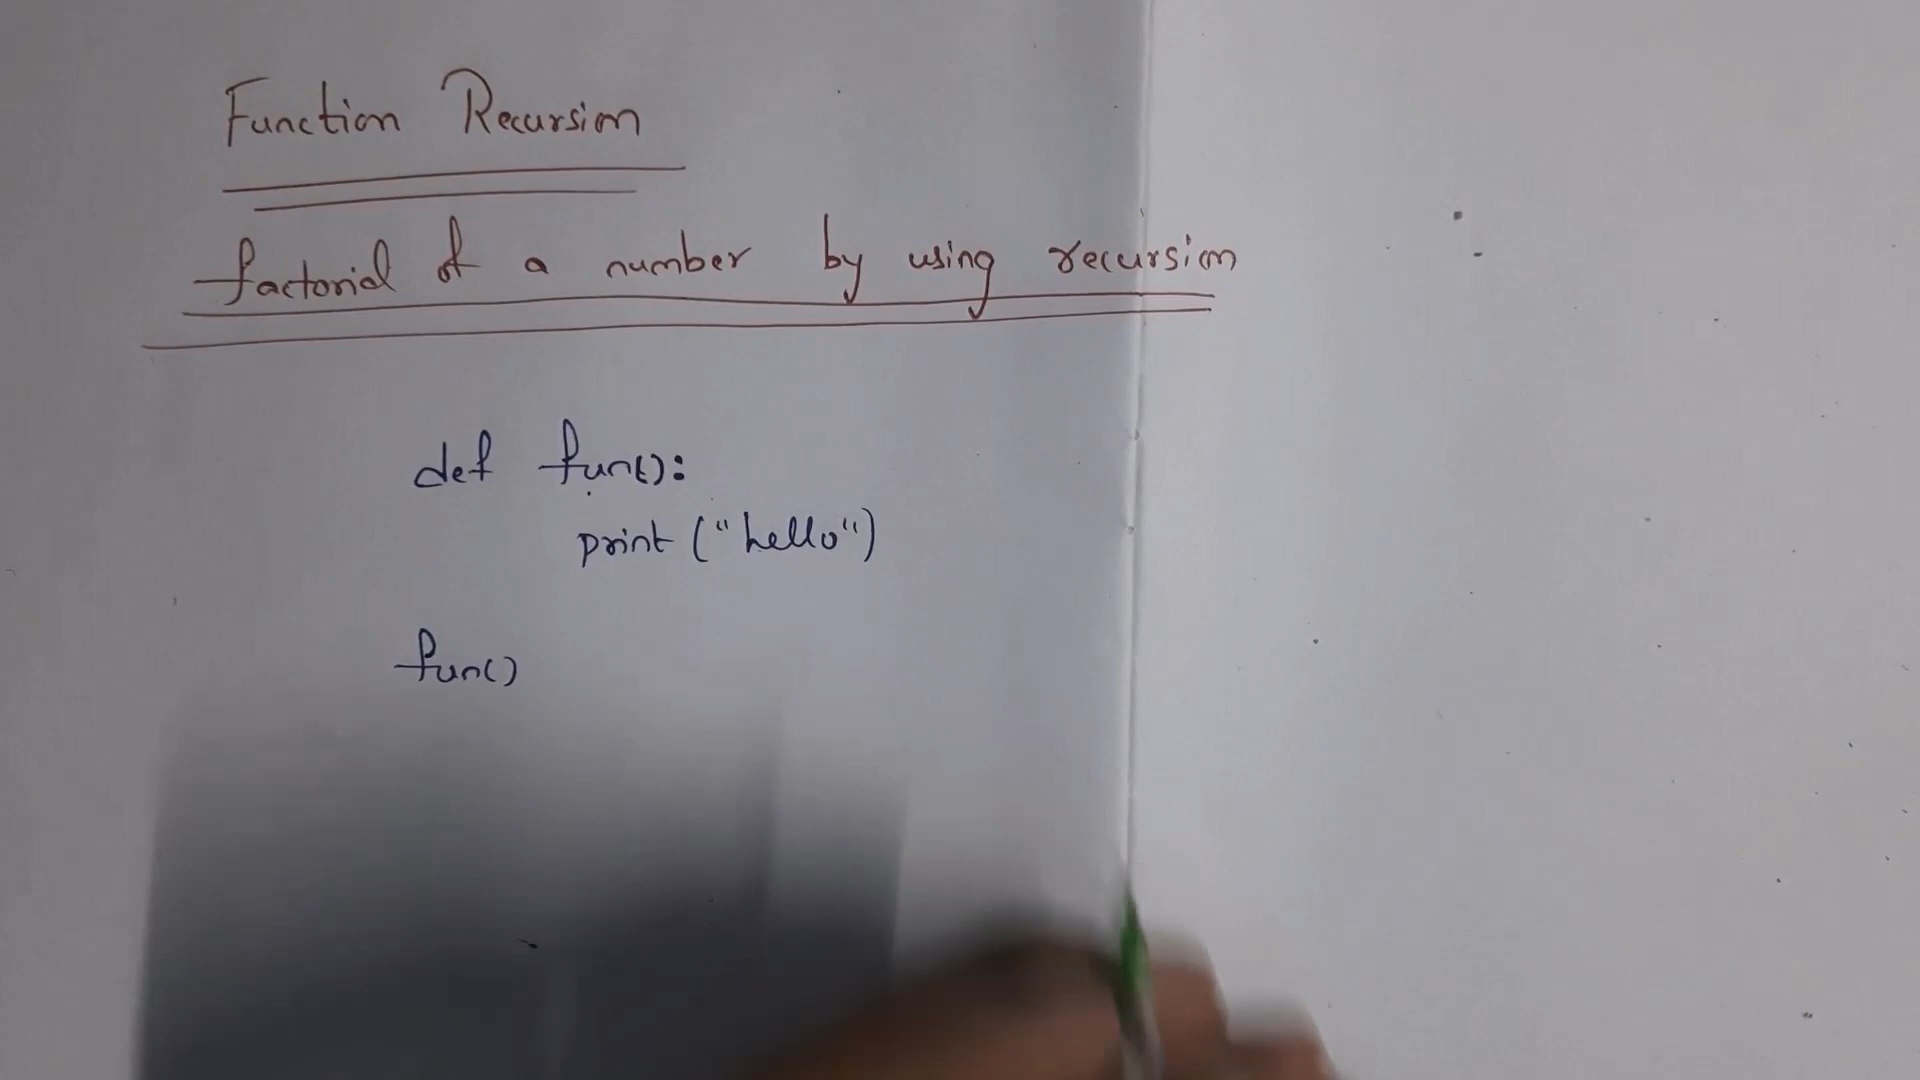 Function Recursion
factorial of a number by using recursion
def fun():
print ("hello")
fun()